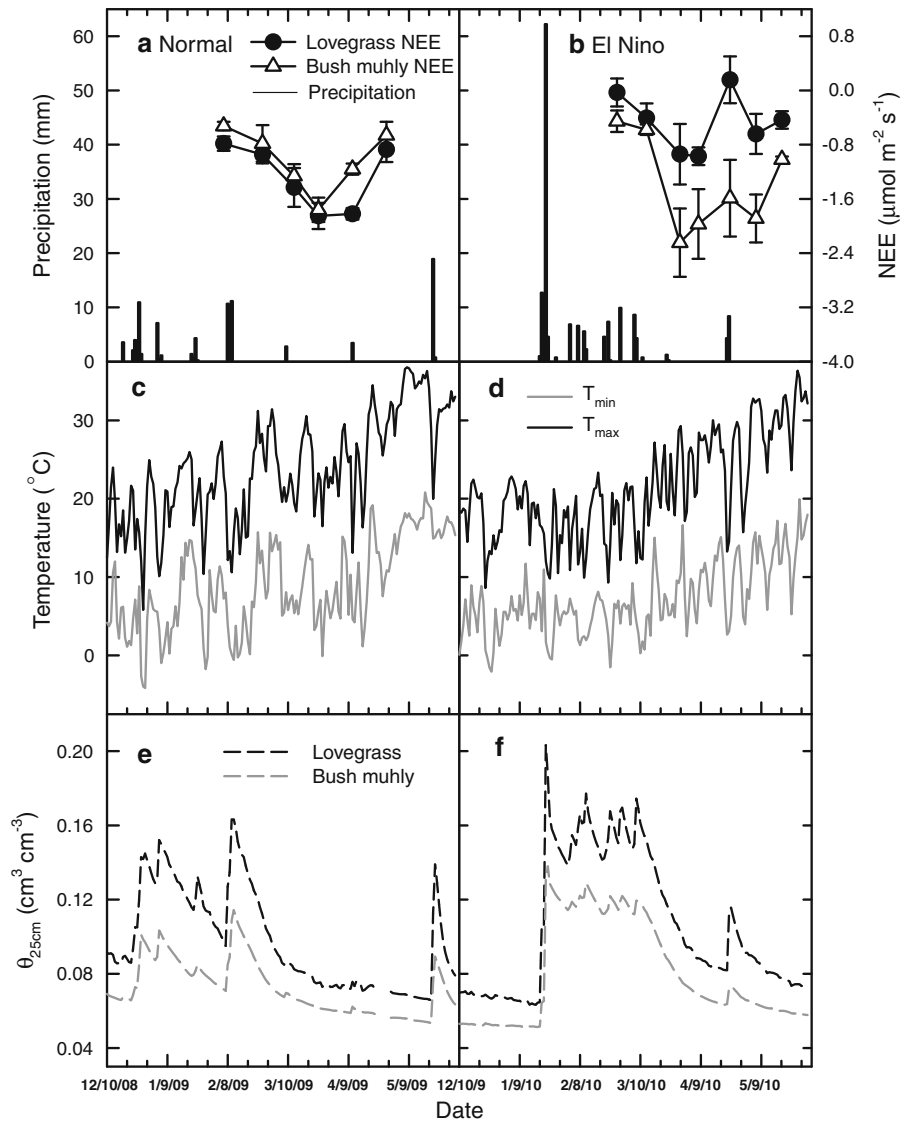 a Normal
Lovegrass NEE
Bush muhly NEE
Precipitation
b El Nino
60
50
40
30
20
10
0
Precipitation (mm)
0.8
0.0
-0.8
-1.6
-2.4
-3.2
-4.0
NEE (μmol m-2 s-1)
c
d
Tmin
Tmax
30
20
10
0
Temperature (°C)
e
Lovegrass
Bush muhly
f
0.20
0.16
0.12
0.08
0.04
θ25cm (cm3 cm-3)
12/10/08 1/9/09 2/8/09 3/10/09 4/9/09 5/9/09 12/10/9 1/9/10 2/8/10 3/10/10 4/9/10 5/9/10
Date